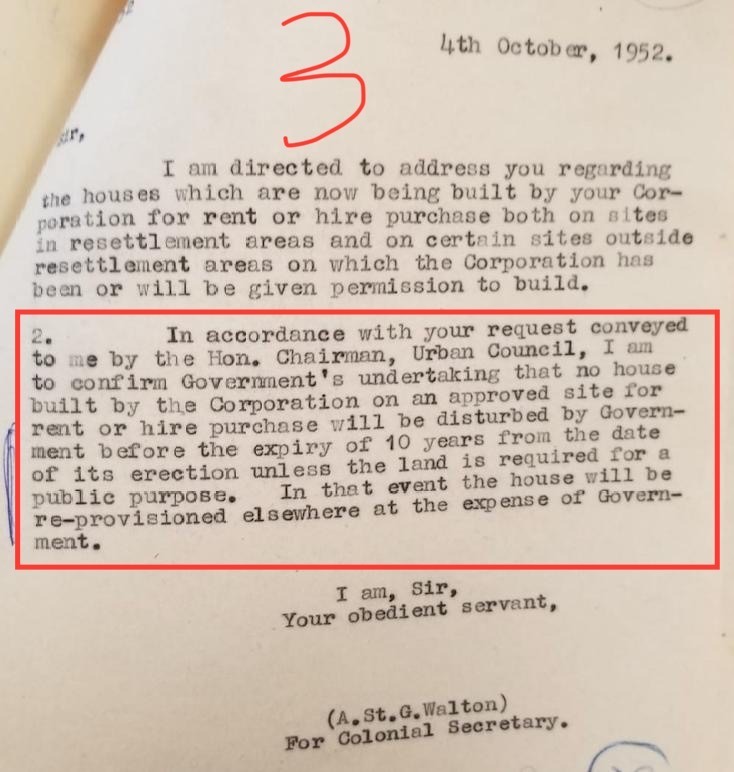 3
4th October, 1952.
Sir,
I am directed to address you regarding
the houses which are now being built by your Cor-
poration for rent or hire purchase both on sites
in resettlement areas and on certain sites outside
resettlement areas on which the Corporation has
been or will be given permission to build.
2. In accordance with your request conveyed
to me by the Hon. Chairman, Urban Council, I am
to confirm Government's undertaking that no house
built by the Corporation on an approved site for
rent or hire purchase will be disturbed by Govern-
ment before the expiry of 10 years from the date
of its erection unless the land is required for a
public purpose. In that event the house will be
re-provisioned elsewhere at the expense of Govern-
ment.
I am, Sir,
Your obedient servant,
(A.St.G.Walton)
For Colonial Secretary.